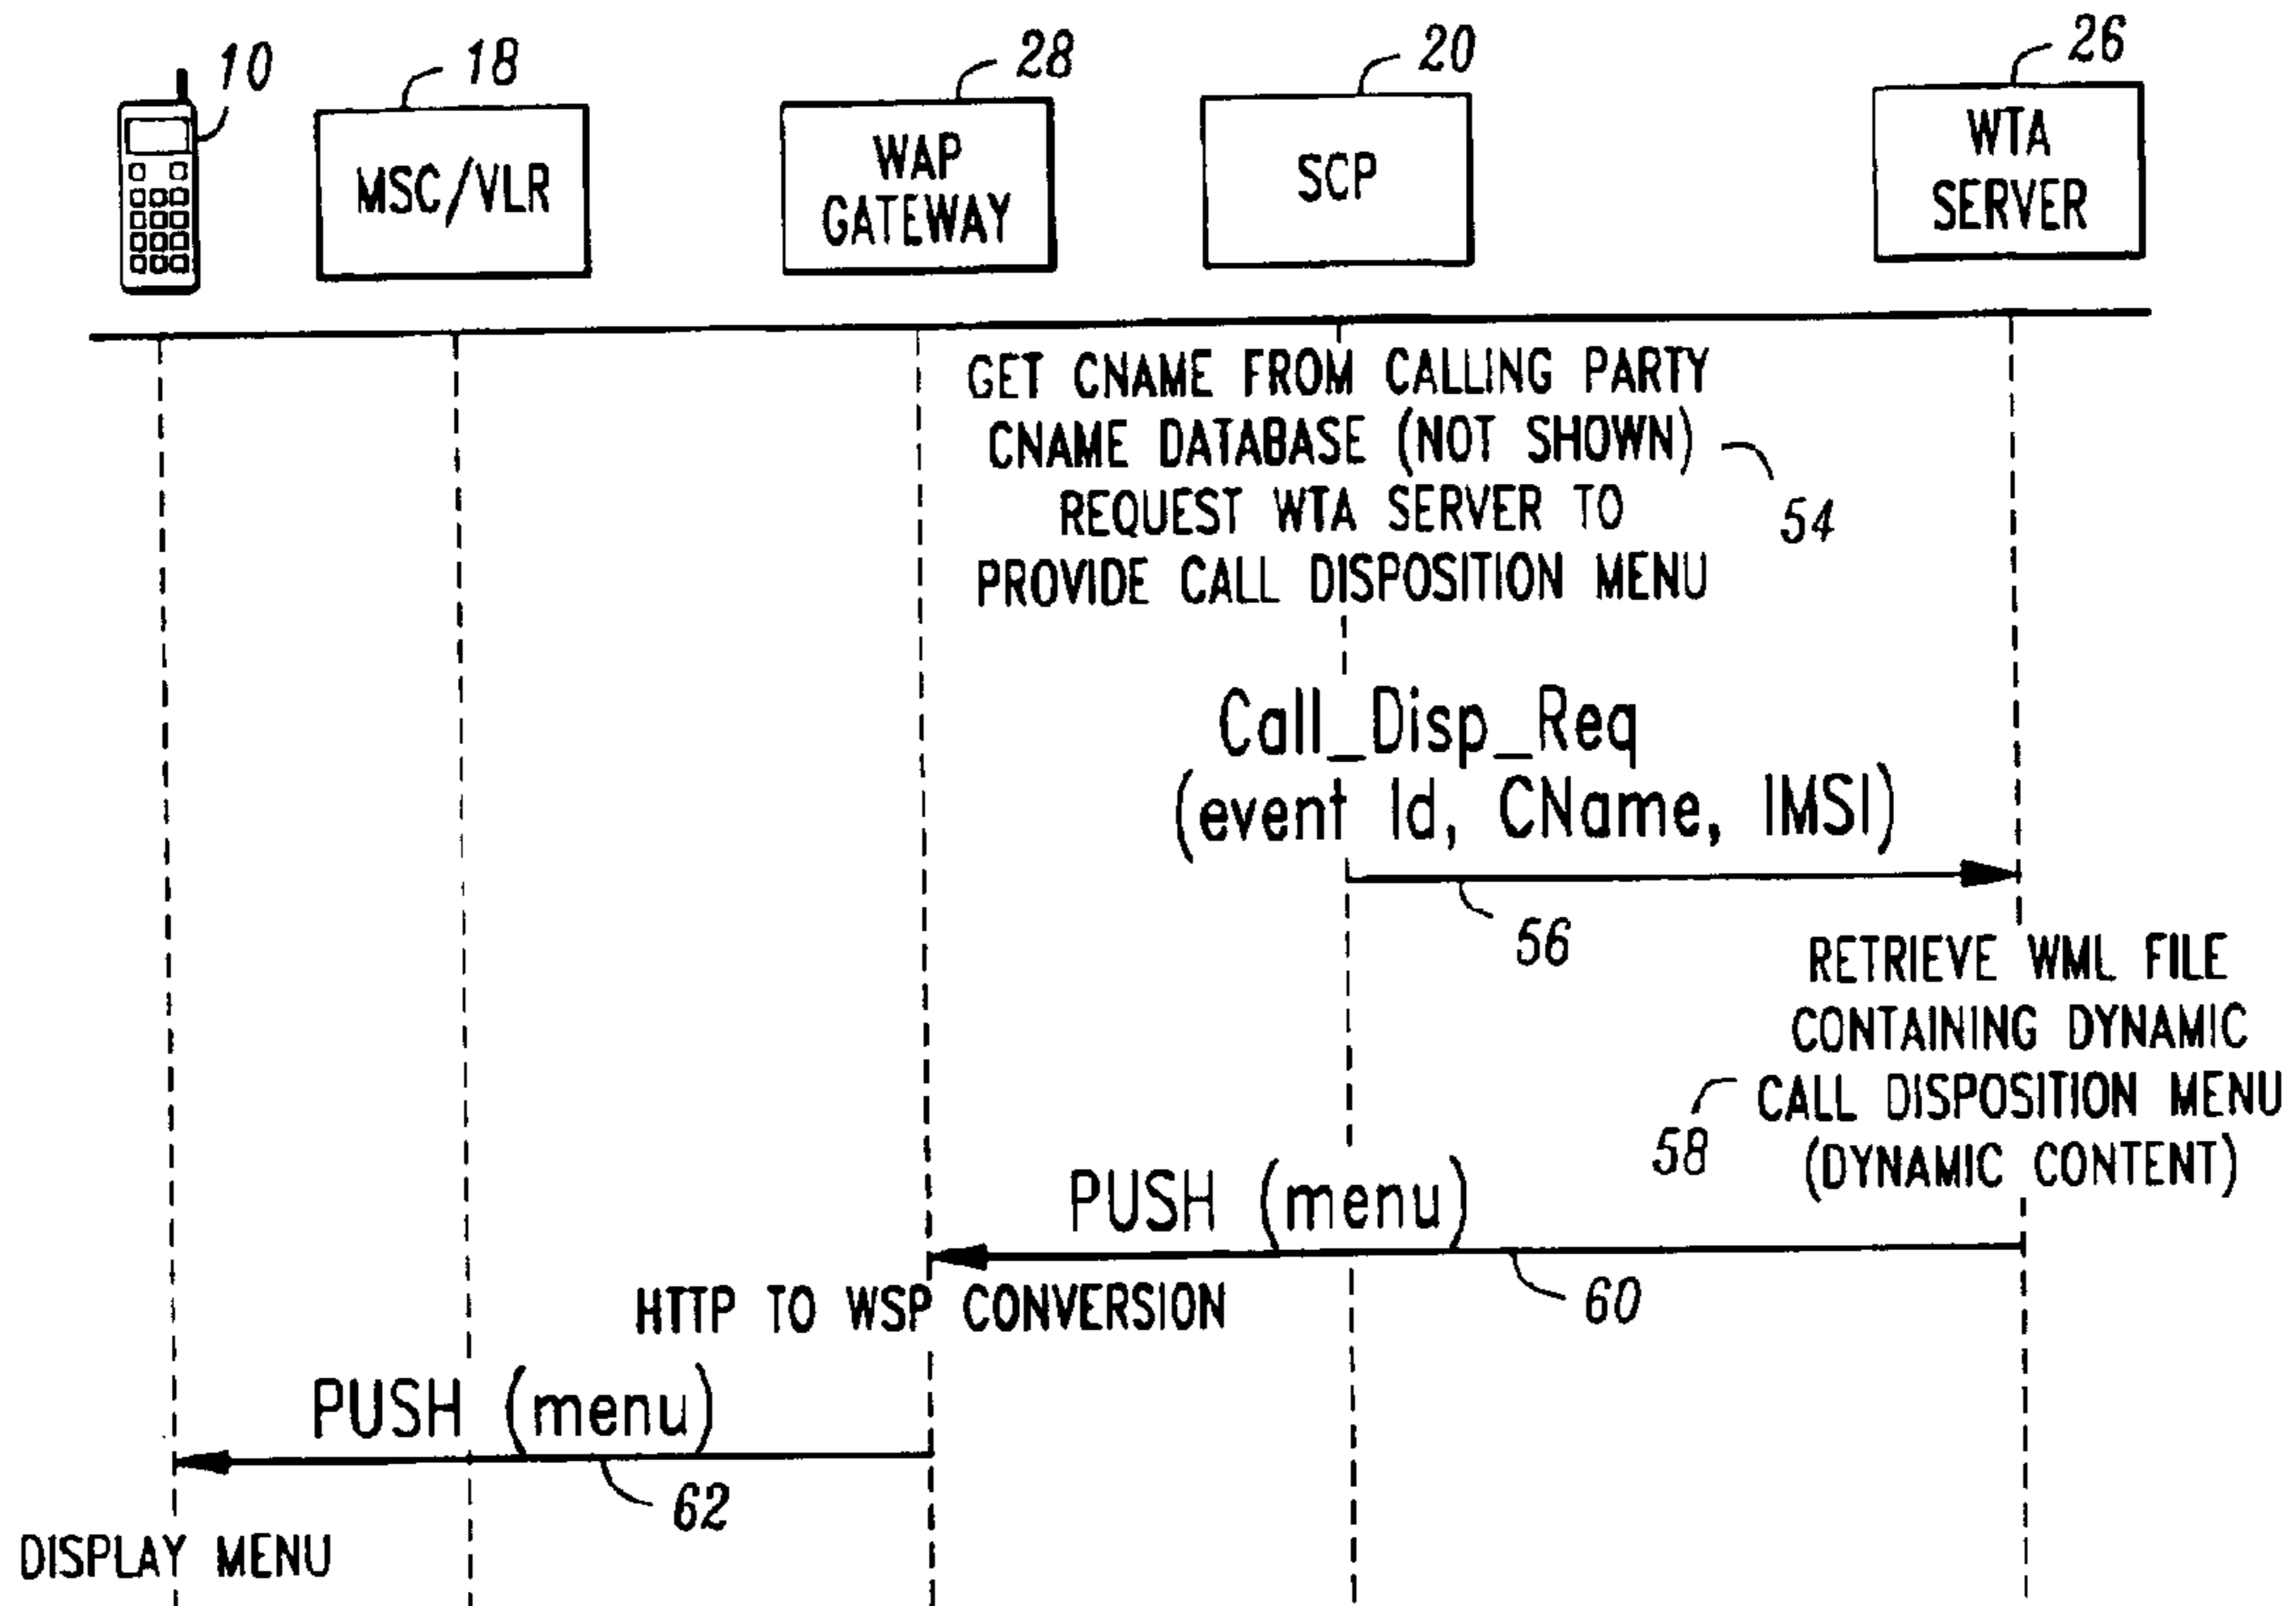 10
18
28
20
26
MSC/VLR
WAP
GATEWAY
SCP
WTA
SERVER
GET CNAME FROM CALLING PARTY
CNAME DATABASE (NOT SHOWN)
REQUEST WTA SERVER TO
PROVIDE CALL DISPOSITION MENU
54
Call_Disp_Req
(event Id, CName, IMSI)
56
RETRIEVE WML FILE
CONTAINING DYNAMIC
CALL DISPOSITION MENU
(DYNAMIC CONTENT)
58
PUSH (menu)
60
HTTP TO WSP CONVERSION
PUSH (menu)
62
DISPLAY MENU